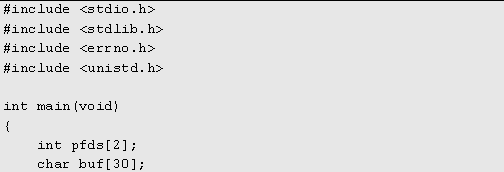 #include <stdio.h>
#include <stdlib.h>
#include <errno.h>
#include <unistd.h>
int main(void)
{
int pfds[2];
char buf[30];